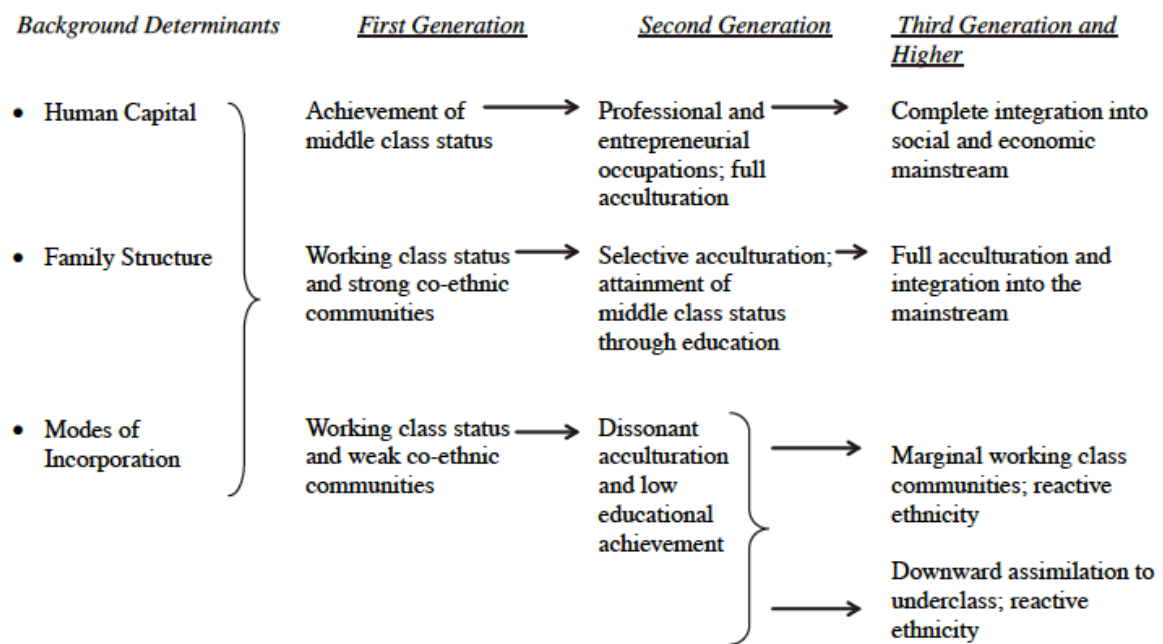 Background Determinants
First Generation
Second Generation
Third Generation and
Higher
• Human Capital
Achievement of
middle class status
Professional and
entrepreneurial
occupations; full
acculturation
Complete integration into
social and economic
mainstream
• Family Structure
Working class status
and strong co-ethnic
communities
Selective acculturation;
attainment of
middle class status
through education
Full acculturation and
integration into the
mainstream
• Modes of
Incorporation
Working class status
and weak co-ethnic
communities
Dissonant
acculturation
and low
educational
achievement
Marginal working class
communities; reactive
ethnicity
Downward assimilation to
underclass; reactive
ethnicity